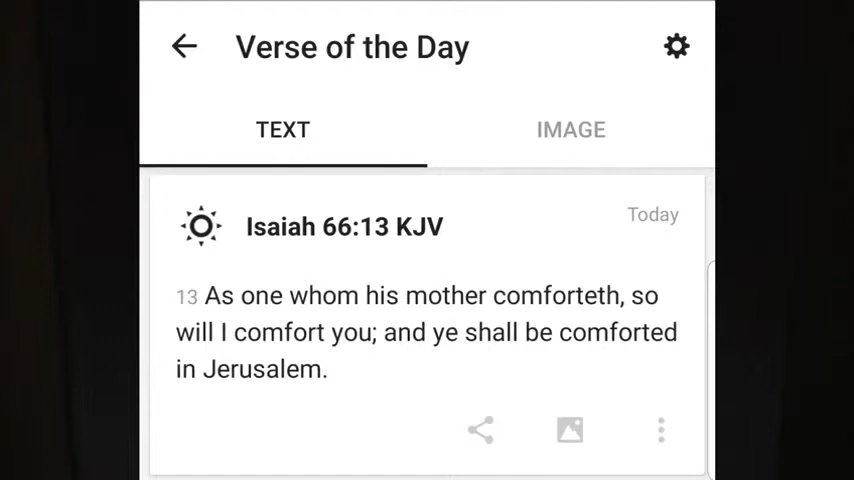 Verse of the Day
TEXT
IMAGE
Isaiah 66:13 KJV
Today
13 As one whom his mother comforteth, so
will I comfort you; and ye shall be comforted
in Jerusalem.